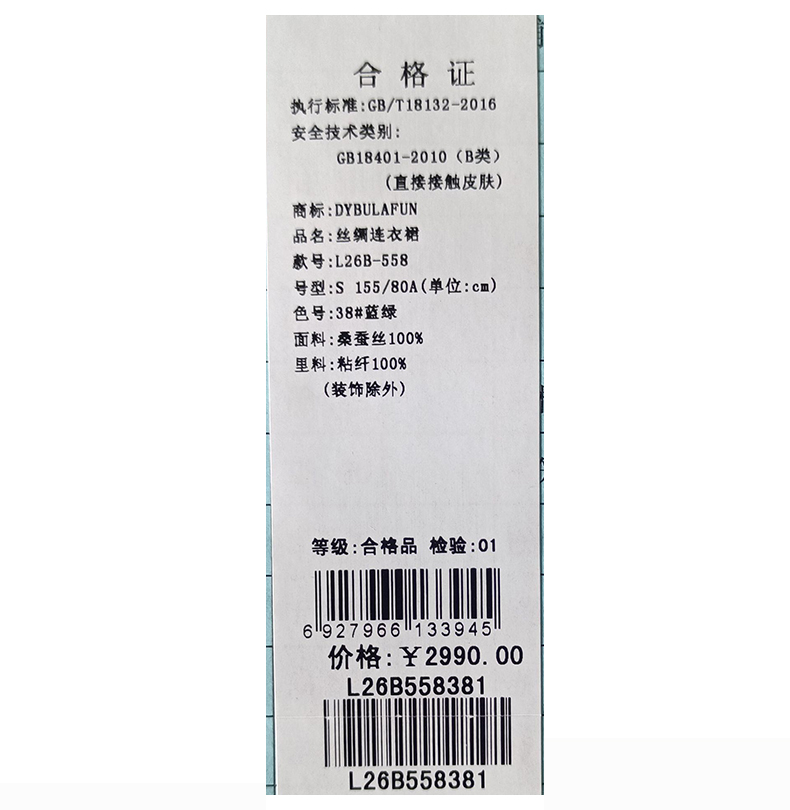 合格证
执行标准:GB/T18132-2016
安全技术类别:
GB18401-2010（B类）
(直接接触皮肤)
商标:DYBULAFUN
品名:丝绸连衣裙
款号:L26B-558
号型:S 155/80A(单位:cm)
色号:38#蓝绿
面料:桑蚕丝100%
里料:粘纤100%
(装饰除外)
等级:合格品 检验:01
6 927966 133945
价格:￥2990.00
L26B558381
L26B558381